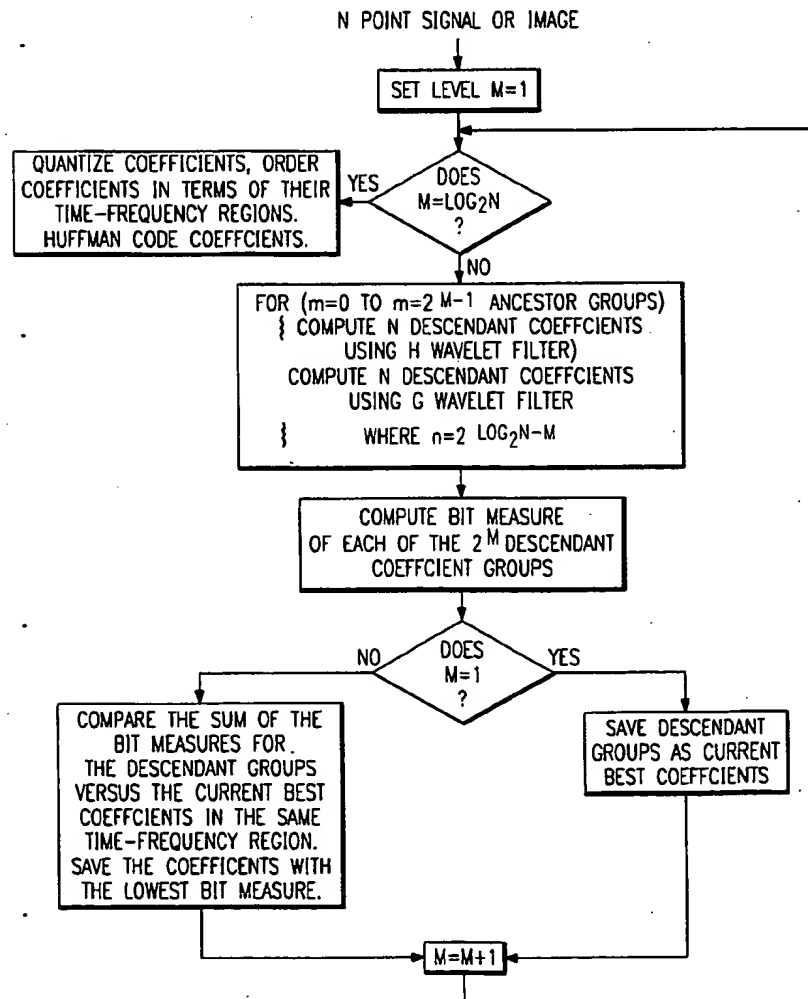 N POINT SIGNAL OR IMAGE
SET LEVEL M=1
DOES
M=LOG₂N
?
YES
QUANTIZE COEFFICIENTS, ORDER
COEFFICIENTS IN TERMS OF THEIR
TIME-FREQUENCY REGIONS.
HUFFMAN CODE COEFFCIENTS.
NO
FOR (m=0 TO m=2 ᴹ⁻¹ ANCESTOR GROUPS)
{ COMPUTE N DESCENDANT COEFFCIENTS
USING H WAVELET FILTER)
COMPUTE N DESCENDANT COEFFCIENTS
USING G WAVELET FILTER
} WHERE n=2 LOG₂N-M
COMPUTE BIT MEASURE
OF EACH OF THE 2ᴹ DESCENDANT
COEFFCIENT GROUPS
DOES
M=1
?
NO
YES
COMPARE THE SUM OF THE
BIT MEASURES FOR.
THE DESCENDANT GROUPS
VERSUS THE CURRENT BEST
COEFFCIENTS IN THE SAME
TIME-FREQUENCY REGION.
SAVE THE COEFFICENTS WITH
THE LOWEST BIT MEASURE.
SAVE DESCENDANT
GROUPS AS CURRENT
BEST COEFFCIENTS
M=M+1